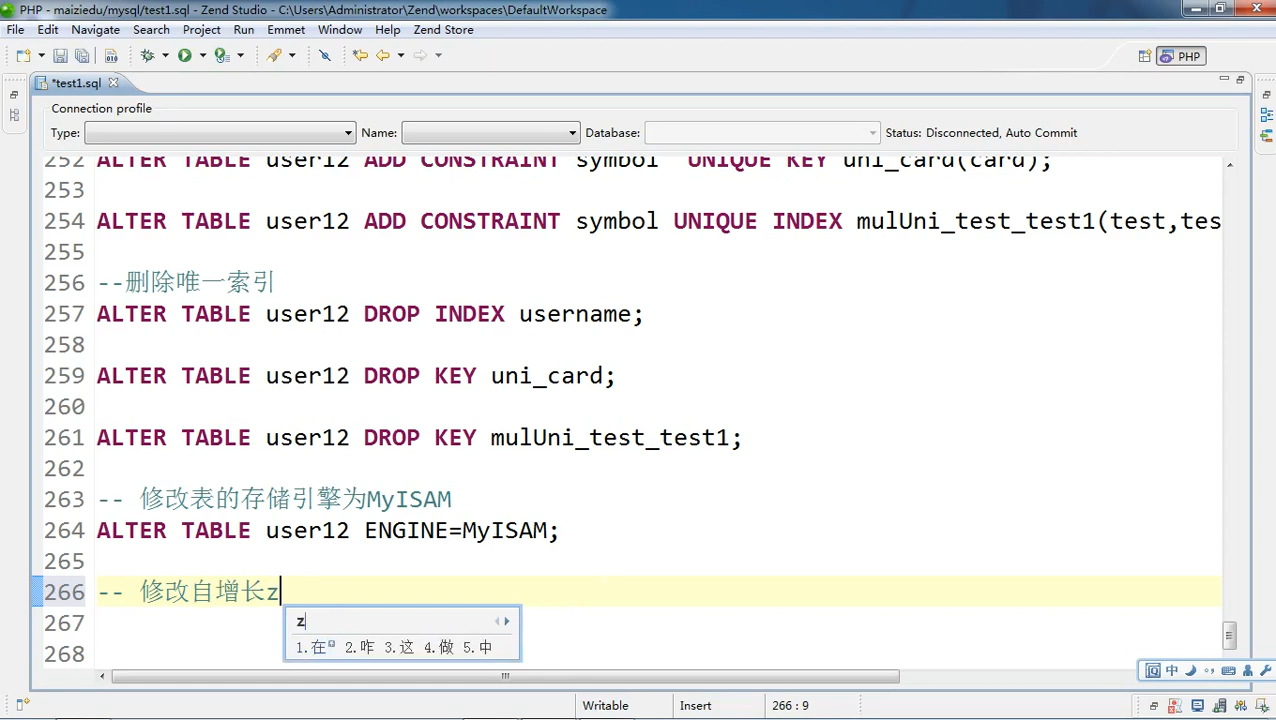 PHP - maiziedu/mysql/test1.sql - Zend Studio - C:\Users\Administrator\Zend\workspaces\DefaultWorkspace
File Edit Navigate Search Project Run Emmet Window Help Zend Store
PHP
*test1.sql
Connection profile
Type: Name: Database: Status: Disconnected, Auto Commit
252 ALTER TABLE user12 ADD CONSTRAINT symbol  UNIQUE KEY uni_card(card);
253
254 ALTER TABLE user12 ADD CONSTRAINT symbol UNIQUE INDEX mulUni_test_test1(test,tes
255
256 --删除唯一索引
257 ALTER TABLE user12 DROP INDEX username;
258
259 ALTER TABLE user12 DROP KEY uni_card;
260
261 ALTER TABLE user12 DROP KEY mulUni_test_test1;
262
263 -- 修改表的存储引擎为MyISAM
264 ALTER TABLE user12 ENGINE=MyISAM;
265
266 -- 修改自增长z
267
z
1.在 2.咋 3.这 4.做 5.中
268
中
Writable Insert 266 : 9